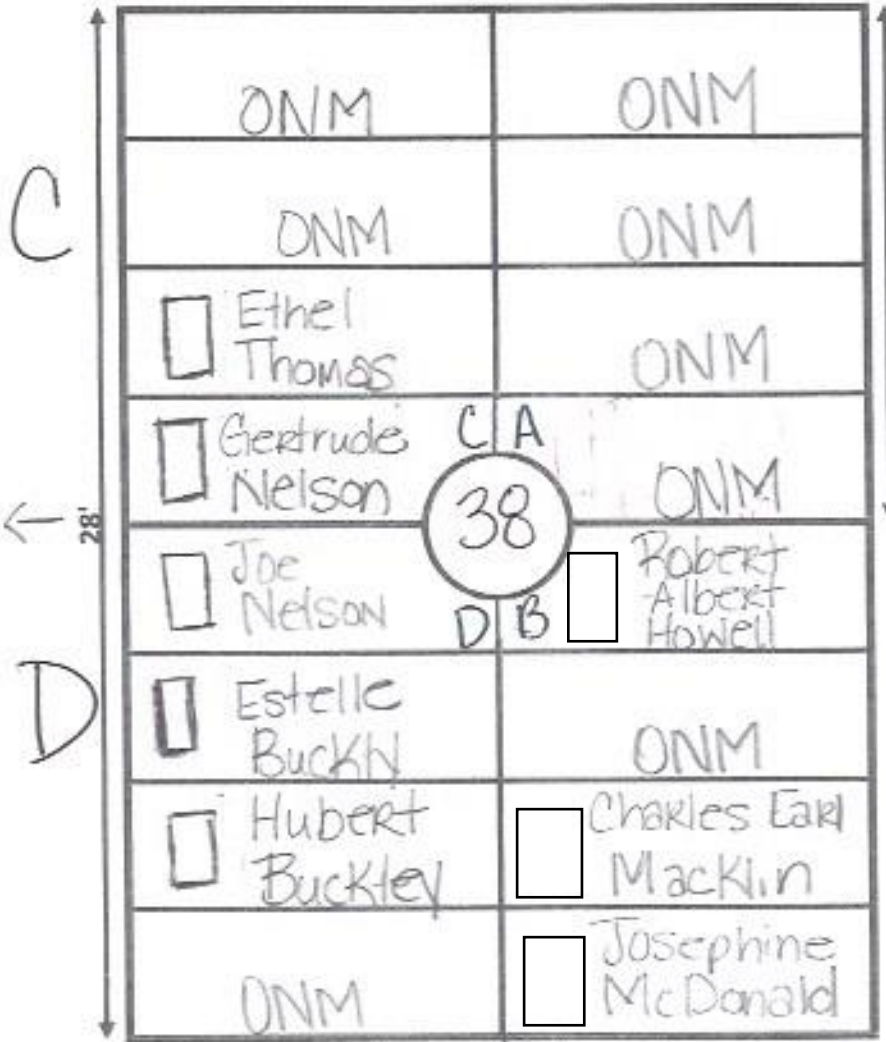 ONM ONM
C
ONM ONM
Ethel
Thomas
ONM
Gertrude
Nelson
C A
ONM
28'
38
Joe
Nelson
D B
Robert
Albert
Howell
D
Estelle
Buckly
ONM
Hubert
Buckley
Charles Earl
Macklin
ONM
Josephine
McDonald